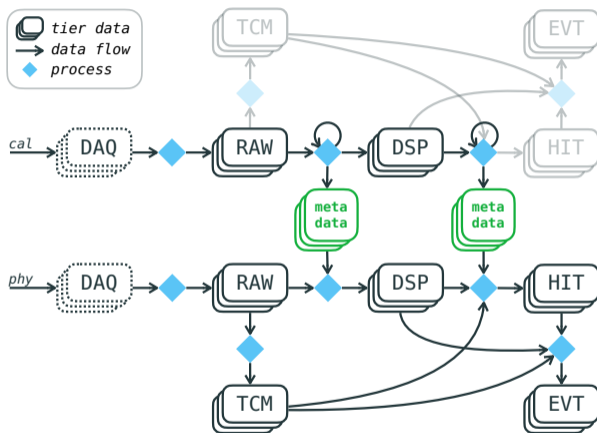 tier data
data flow
process
TCM
EVT
cal
DAQ
RAW
DSP
HIT
meta
data
meta
data
phy
DAQ
RAW
DSP
HIT
TCM
EVT